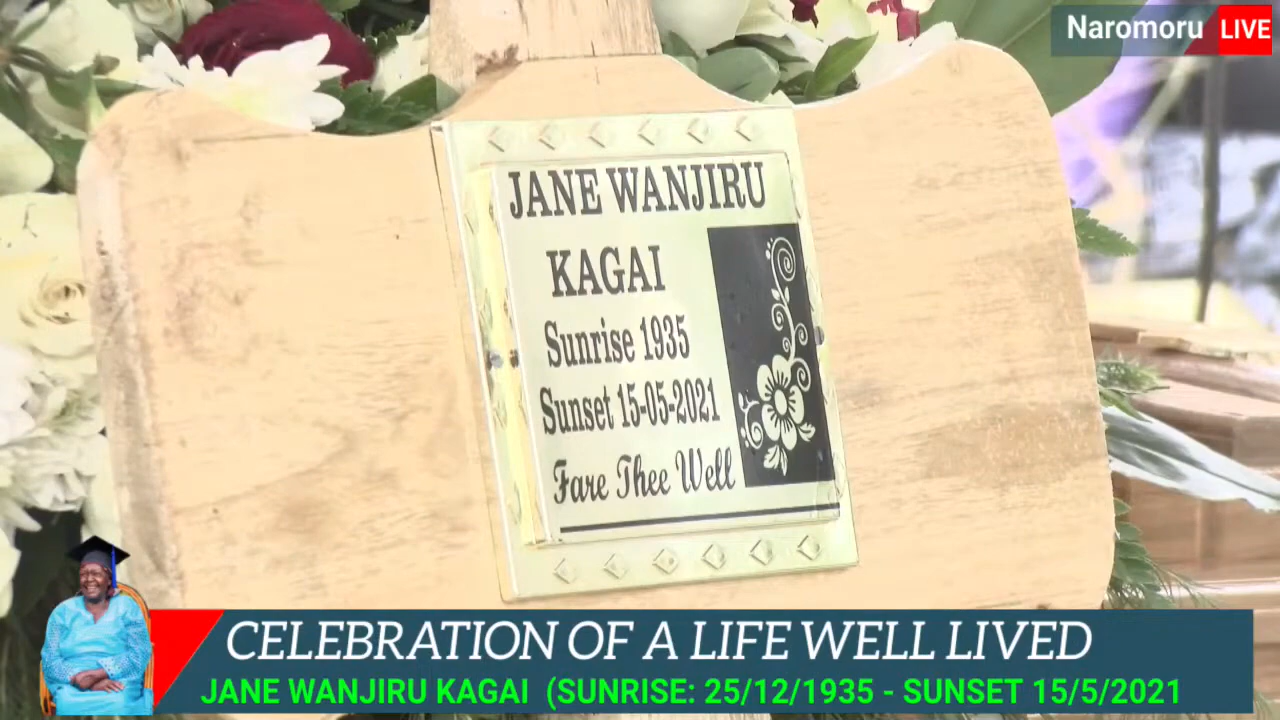 Naromoru LIVE
JANE WANJIRU
KAGAI
Sunrise 1935
Sunset 15-05-2021
Fare Thee Well
CELEBRATION OF A LIFE WELL LIVED
JANE WANJIRU KAGAI (SUNRISE: 25/12/1935 - SUNSET 15/5/2021